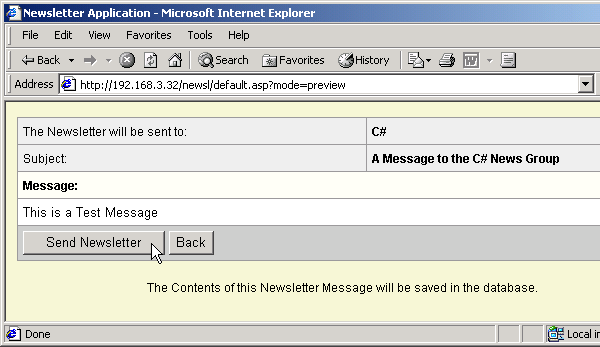 Newsletter Application - Microsoft Internet Explorer
File Edit View Favorites Tools Help
Back Search Favorites History
Address http://192.168.3.32/newsl/default.asp?mode=preview
The Newsletter will be sent to: C#
Subject: A Message to the C# News Group
Message:
This is a Test Message
Send Newsletter Back
The Contents of this Newsletter Message will be saved in the database.
Done Local in